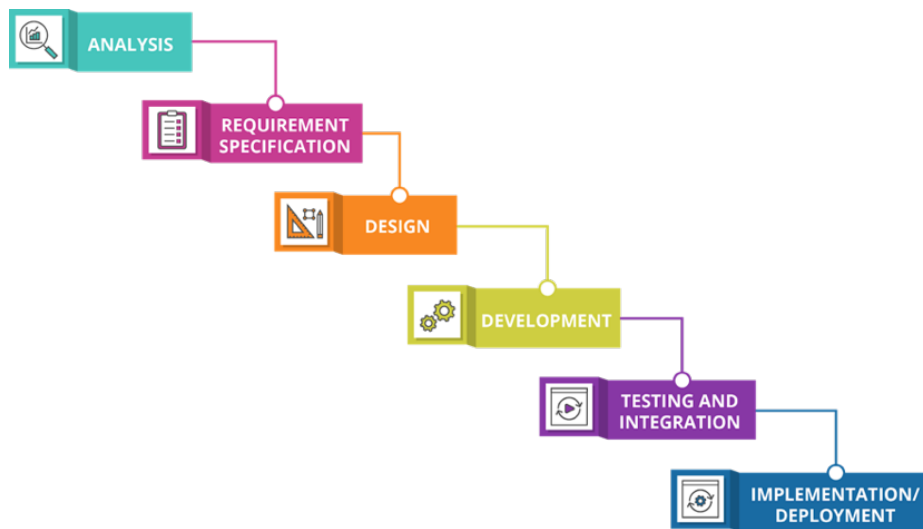 ANALYSIS
REQUIREMENT
SPECIFICATION
DESIGN
DEVELOPMENT
TESTING AND
INTEGRATION
IMPLEMENTATION/
DEPLOYMENT